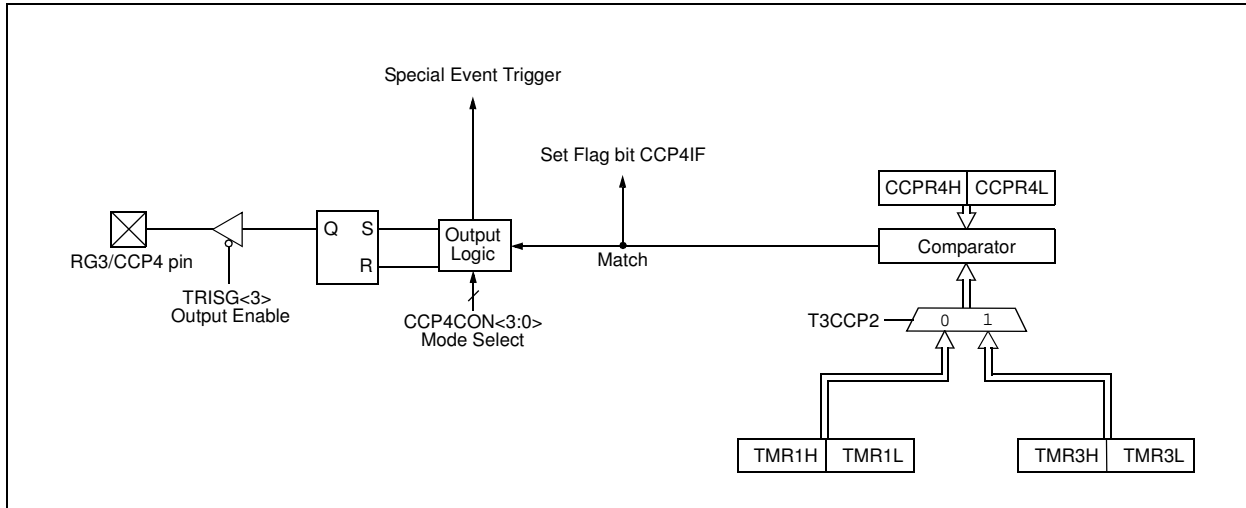 Special Event Trigger
Set Flag bit CCP4IF
CCPR4H CCPR4L
Q S
R
Output
Logic
Comparator
RG3/CCP4 pin
Match
TRISG<3>
Output Enable
CCP4CON<3:0>
Mode Select
T3CCP2
0 1
TMR1H TMR1L
TMR3H TMR3L